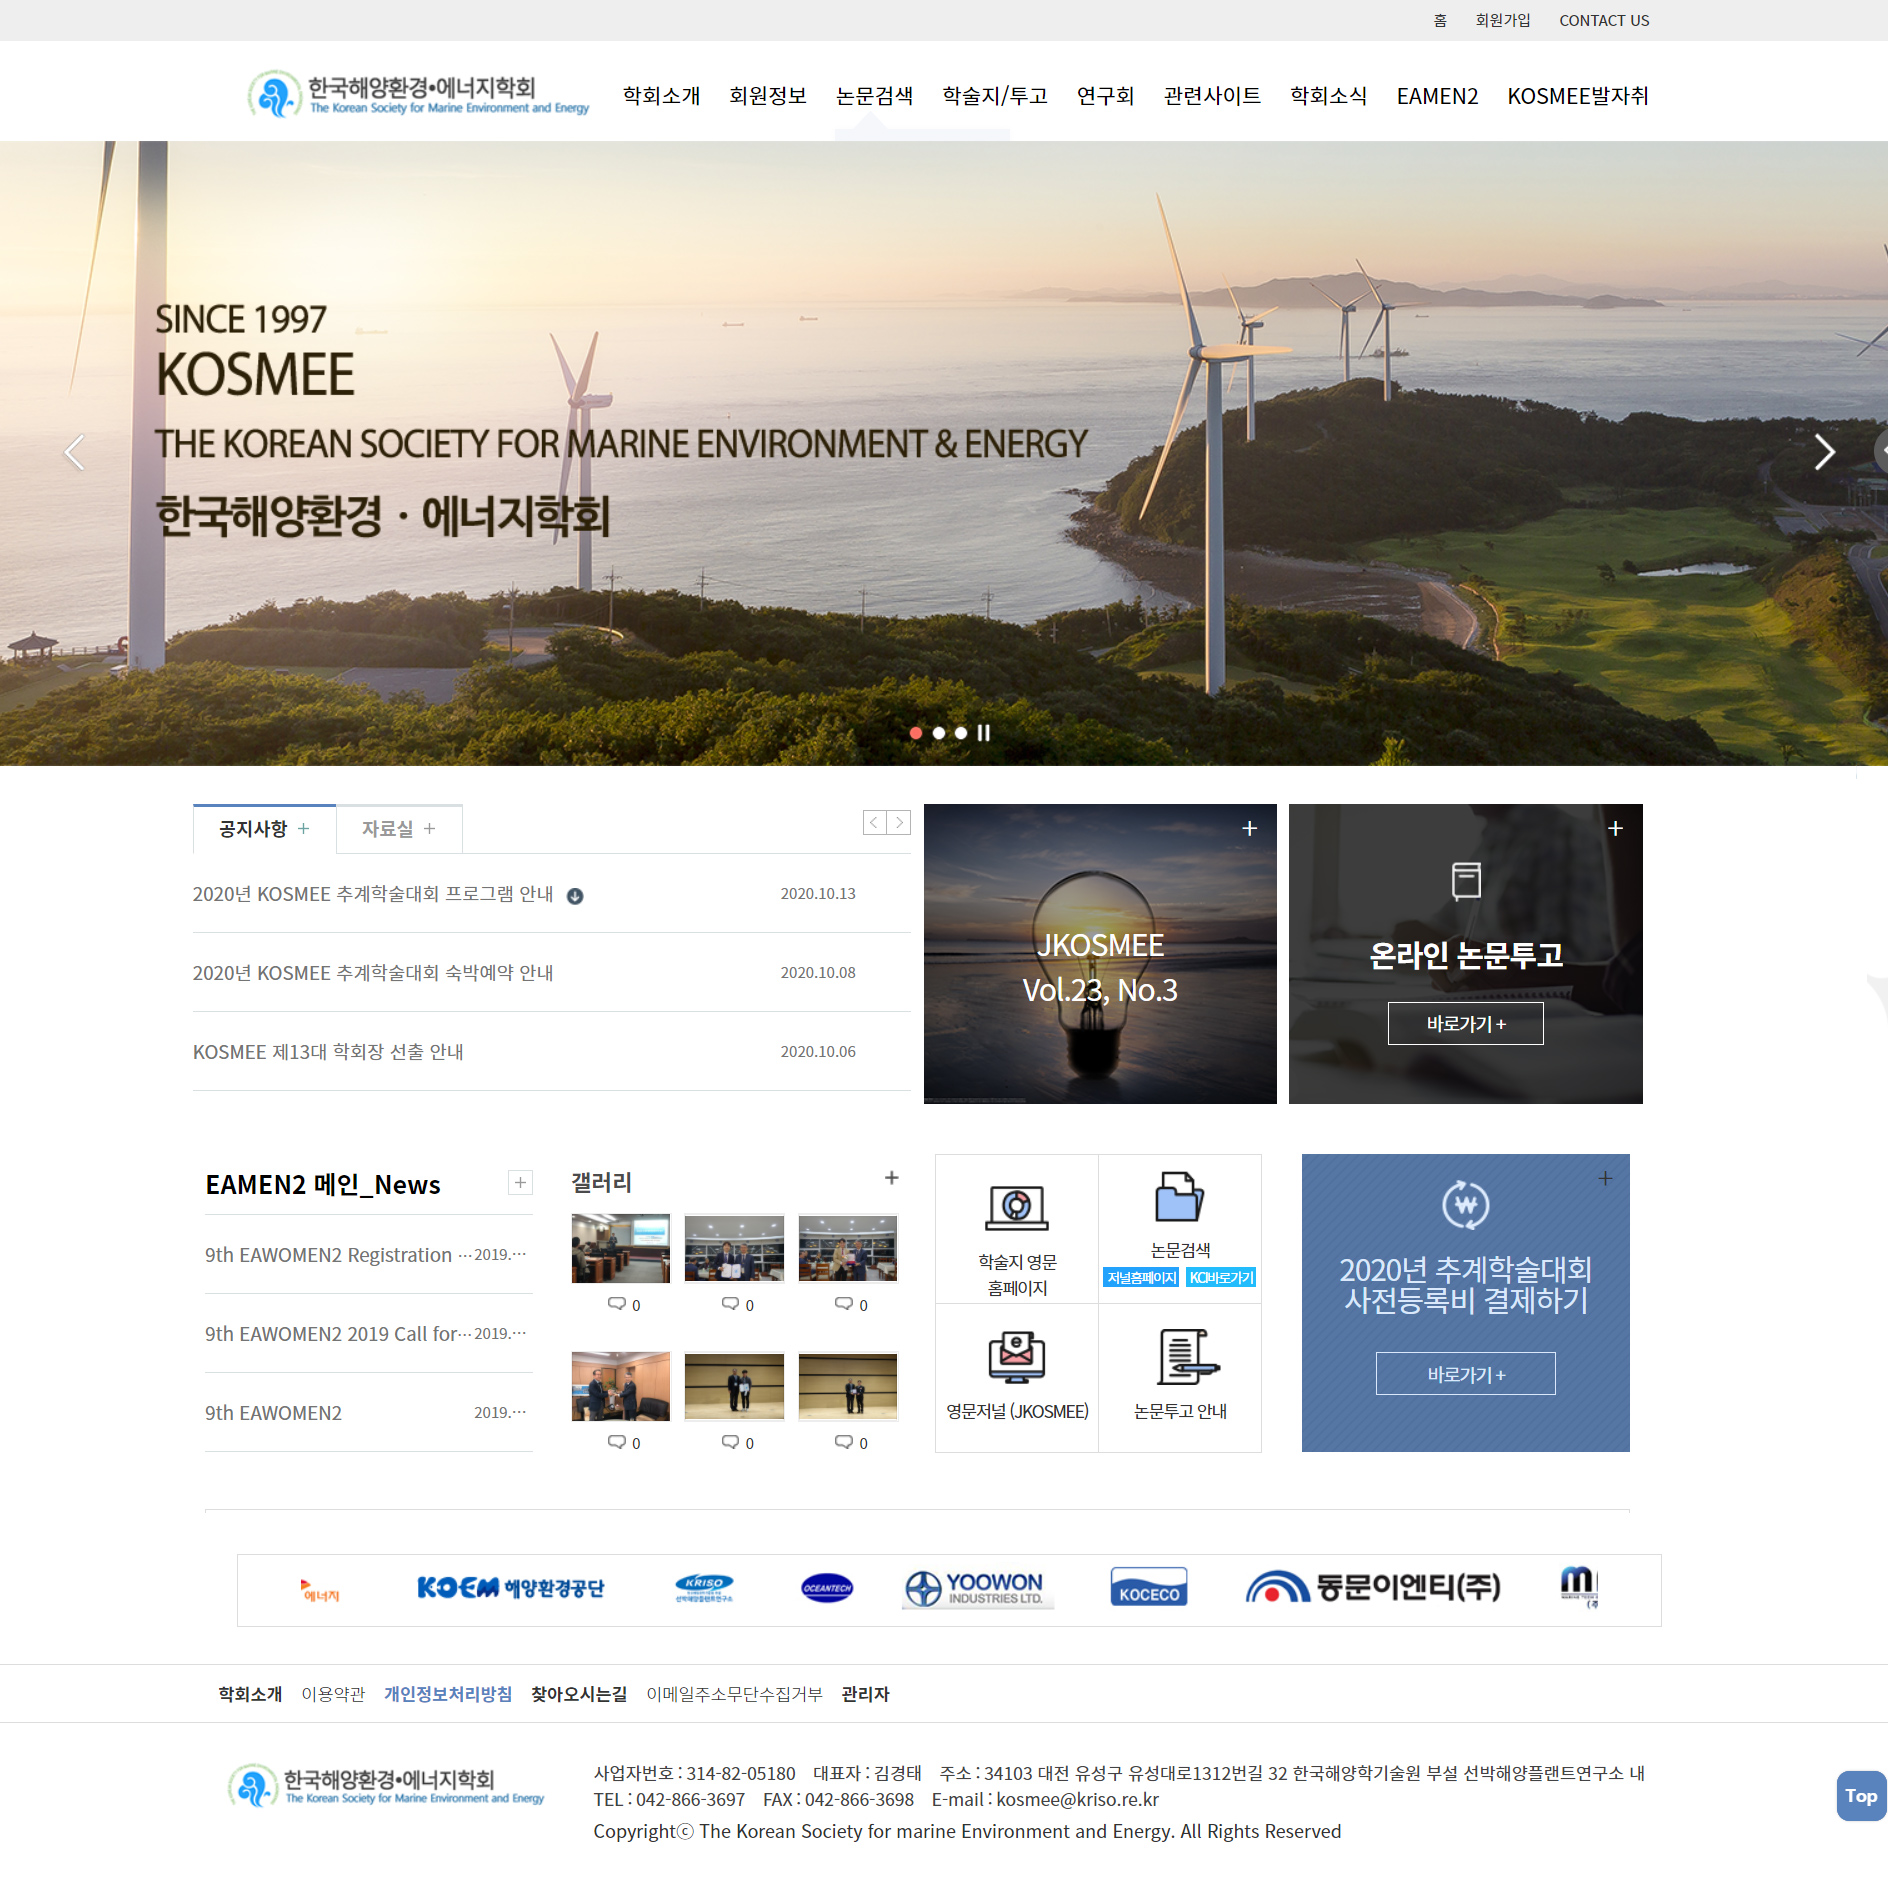 홈 회원가입 CONTACT US
한국해양환경•에너지학회
The Korean Society for Marine Environment and Energy
학회소개 회원정보 논문검색 학술지/투고 연구회 관련사이트 학회소식 EAMEN2 KOSMEE발자취
SINCE 1997
KOSMEE
THE KOREAN SOCIETY FOR MARINE ENVIRONMENT & ENERGY
한국해양환경 · 에너지학회
공지사항 + 자료실 +
2020년 KOSMEE 추계학술대회 프로그램 안내 2020.10.13
2020년 KOSMEE 추계학술대회 숙박예약 안내 2020.10.08
KOSMEE 제13대 학회장 선출 안내 2020.10.06
JKOSMEE
Vol.23, No.3
온라인 논문투고
바로가기 +
EAMEN2 메인_News
9th EAWOMEN2 Registration ··· 2019.···
9th EAWOMEN2 2019 Call for··· 2019.···
9th EAWOMEN2 2019.···
갤러리
0 0 0
0 0 0
학술지 영문
홈페이지
논문검색
저널홈페이지 KCI바로가기
영문저널 (JKOSMEE)
논문투고 안내
2020년 추계학술대회
사전등록비 결제하기
바로가기 +
에너지
KOEM 해양환경공단
KRISO
선박해양플랜트연구소
OCEANTECH
YOOWON
INDUSTRIES LTD.
KOCECO
동문이엔티(주)
학회소개 이용약관 개인정보처리방침 찾아오시는길 이메일주소무단수집거부 관리자
한국해양환경•에너지학회
The Korean Society for Marine Environment and Energy
사업자번호 : 314-82-05180 대표자 : 김경태 주소 : 34103 대전 유성구 유성대로1312번길 32 한국해양학기술원 부설 선박해양플랜트연구소 내
TEL : 042-866-3697 FAX : 042-866-3698 E-mail : kosmee@kriso.re.kr
Copyrightⓒ The Korean Society for marine Environment and Energy. All Rights Reserved
Top